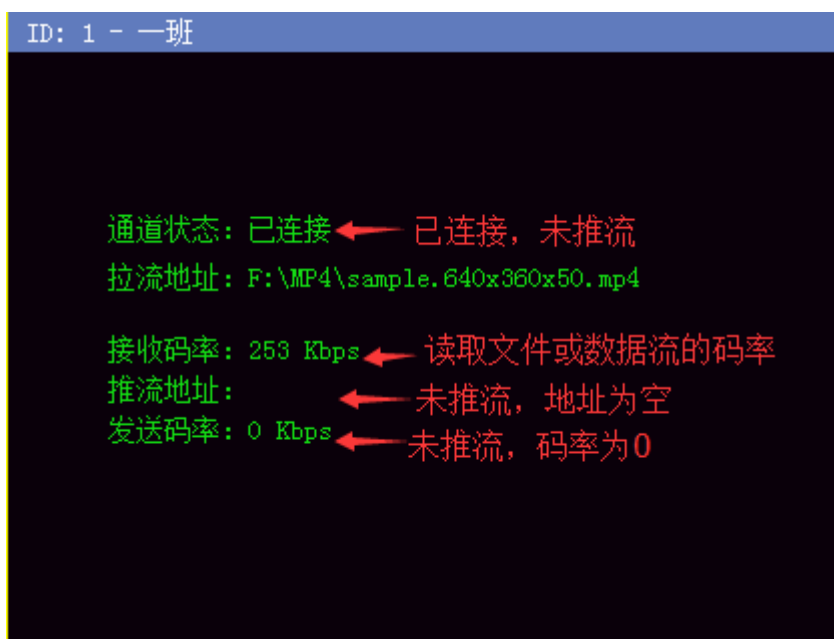 ID: 1 - 一班
通道状态: 已连接 已连接，未推流
拉流地址: F:\MP4\sample.640x360x50.mp4
接收码率: 253 Kbps 读取文件或数据流的码率
推流地址: 未推流，地址为空
发送码率: 0 Kbps 未推流，码率为0